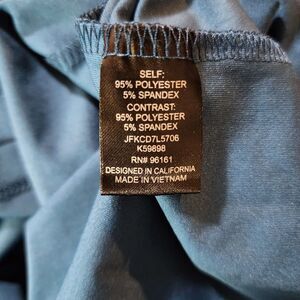 SELF:
95% POLYESTER
5% SPANDEX
CONTRAST:
95% POLYESTER
5% SPANDEX
JFKCD7L5706
K59898
RN# 96161
DESIGNED IN CALIFORNIA
MADE IN VIETNAM